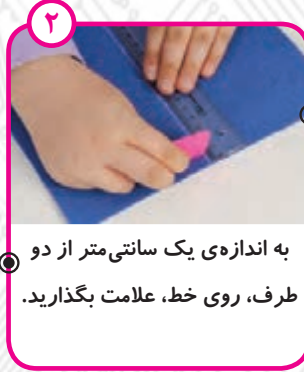 ۲
به اندازه‌ی یک سانتی‌متر از دو
طرف، روی خط، علامت بگذارید.